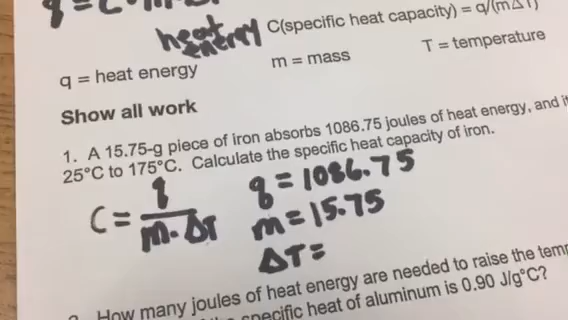 q = C · m · ΔT
heat energy
C(specific heat capacity) = q/(mΔT)
q = heat energy
m = mass
T = temperature
Show all work
1. A 15.75-g piece of iron absorbs 1086.75 joules of heat energy, and
25°C to 175°C. Calculate the specific heat capacity of iron.
C = q / m · ΔT
q = 1086.75
m = 15.75
ΔT =
How many joules of heat energy are needed to raise the
specific heat of aluminum is 0.90 J/g°C?